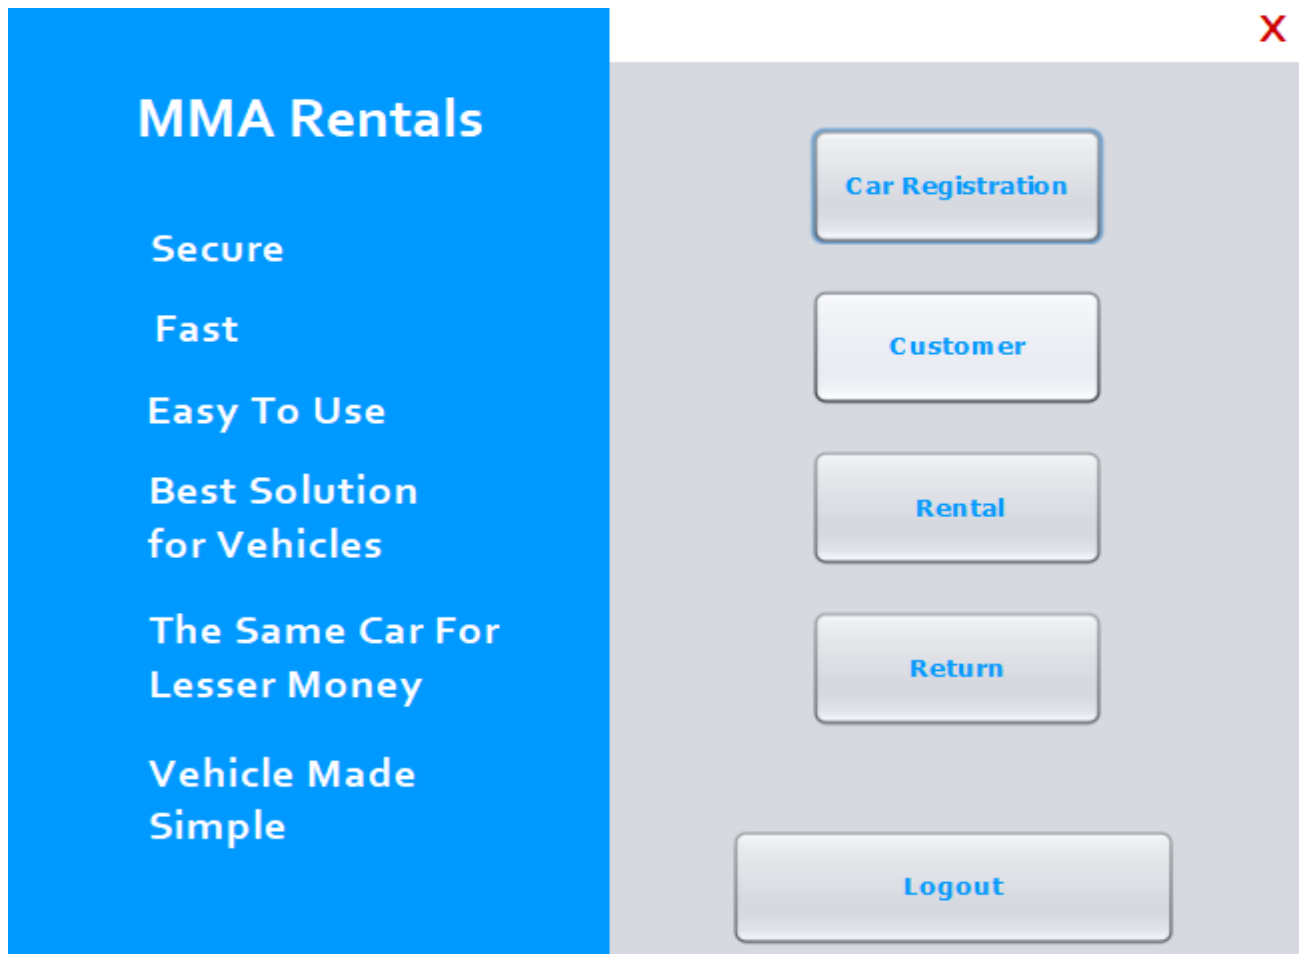 MMA Rentals
Secure
Fast
Easy To Use
Best Solution
for Vehicles
The Same Car For
Lesser Money
Vehicle Made
Simple
X
Car Registration
Customer
Rental
Return
Logout